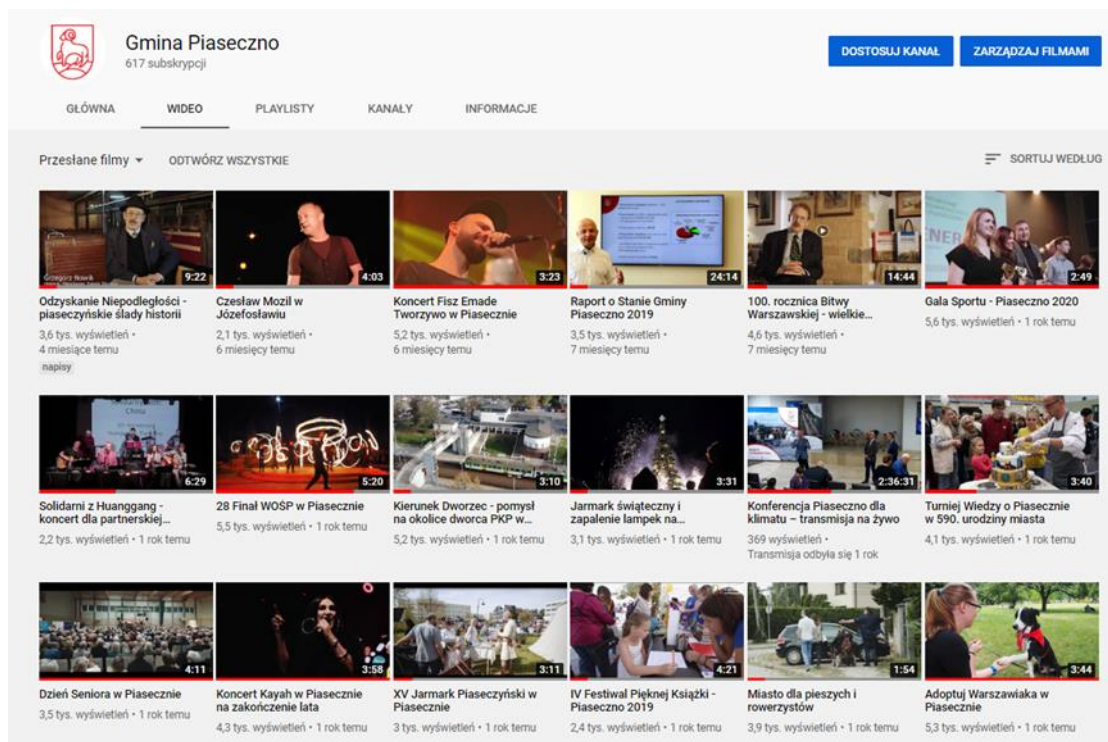 Gmina Piaseczno
617 subskrypcji
DOSTOSUJ KANAŁ
ZARZĄDZAJ FILMAMI
GŁÓWNA
WIDEO
PLAYLISTY
KANAŁY
INFORMACJE
Przesłane filmy
ODTWÓRZ WSZYSTKIE
SORTUJ WEDŁUG
Grzegorz Nowik
9:22
Odzyskanie Niepodległości -
piaseczyńskie ślady historii
3,6 tys. wyświetleń •
4 miesiące temu
napisy
4:03
Czesław Mozil w
Józefosławiu
2,1 tys. wyświetleń •
6 miesięcy temu
3:23
Koncert Fisz Emade
Tworzywo w Piasecznie
5,2 tys. wyświetleń •
6 miesięcy temu
24:14
Raport o Stanie Gminy
Piaseczno 2019
3,5 tys. wyświetleń •
7 miesięcy temu
14:44
100. rocznica Bitwy
Warszawskiej - wielkie...
4,6 tys. wyświetleń •
7 miesięcy temu
2:49
Gala Sportu - Piaseczno 2020
5,6 tys. wyświetleń • 1 rok temu
China
6:29
Solidarni z Huanggang -
koncert dla partnerskiej...
2,2 tys. wyświetleń • 1 rok temu
5:20
28 Finał WOŚP w Piasecznie
5,5 tys. wyświetleń • 1 rok temu
3:10
Kierunek Dworzec - pomysł
na okolice dworca PKP w...
5,2 tys. wyświetleń • 1 rok temu
3:31
Jarmark świąteczny i
zapalenie lampek na...
3,1 tys. wyświetleń • 1 rok temu
2:36:31
Konferencja Piaseczno dla
klimatu – transmisja na żywo
369 wyświetleń •
Transmisja odbyła się 1 rok
3:40
Turniej Wiedzy o Piasecznie
w 590. urodziny miasta
4,1 tys. wyświetleń • 1 rok temu
4:11
Dzień Seniora w Piasecznie
3,5 tys. wyświetleń • 1 rok temu
3:58
Koncert Kayah w Piasecznie
na zakończenie lata
4,3 tys. wyświetleń • 1 rok temu
3:11
XV Jarmark Piaseczyński w
Piasecznie
3 tys. wyświetleń • 1 rok temu
4:21
IV Festiwal Pięknej Książki -
Piaseczno 2019
2,4 tys. wyświetleń • 1 rok temu
1:54
Miasto dla pieszych i
rowerzystów
3,9 tys. wyświetleń • 1 rok temu
3:44
Adoptuj Warszawiaka w
Piasecznie
5,3 tys. wyświetleń • 1 rok temu